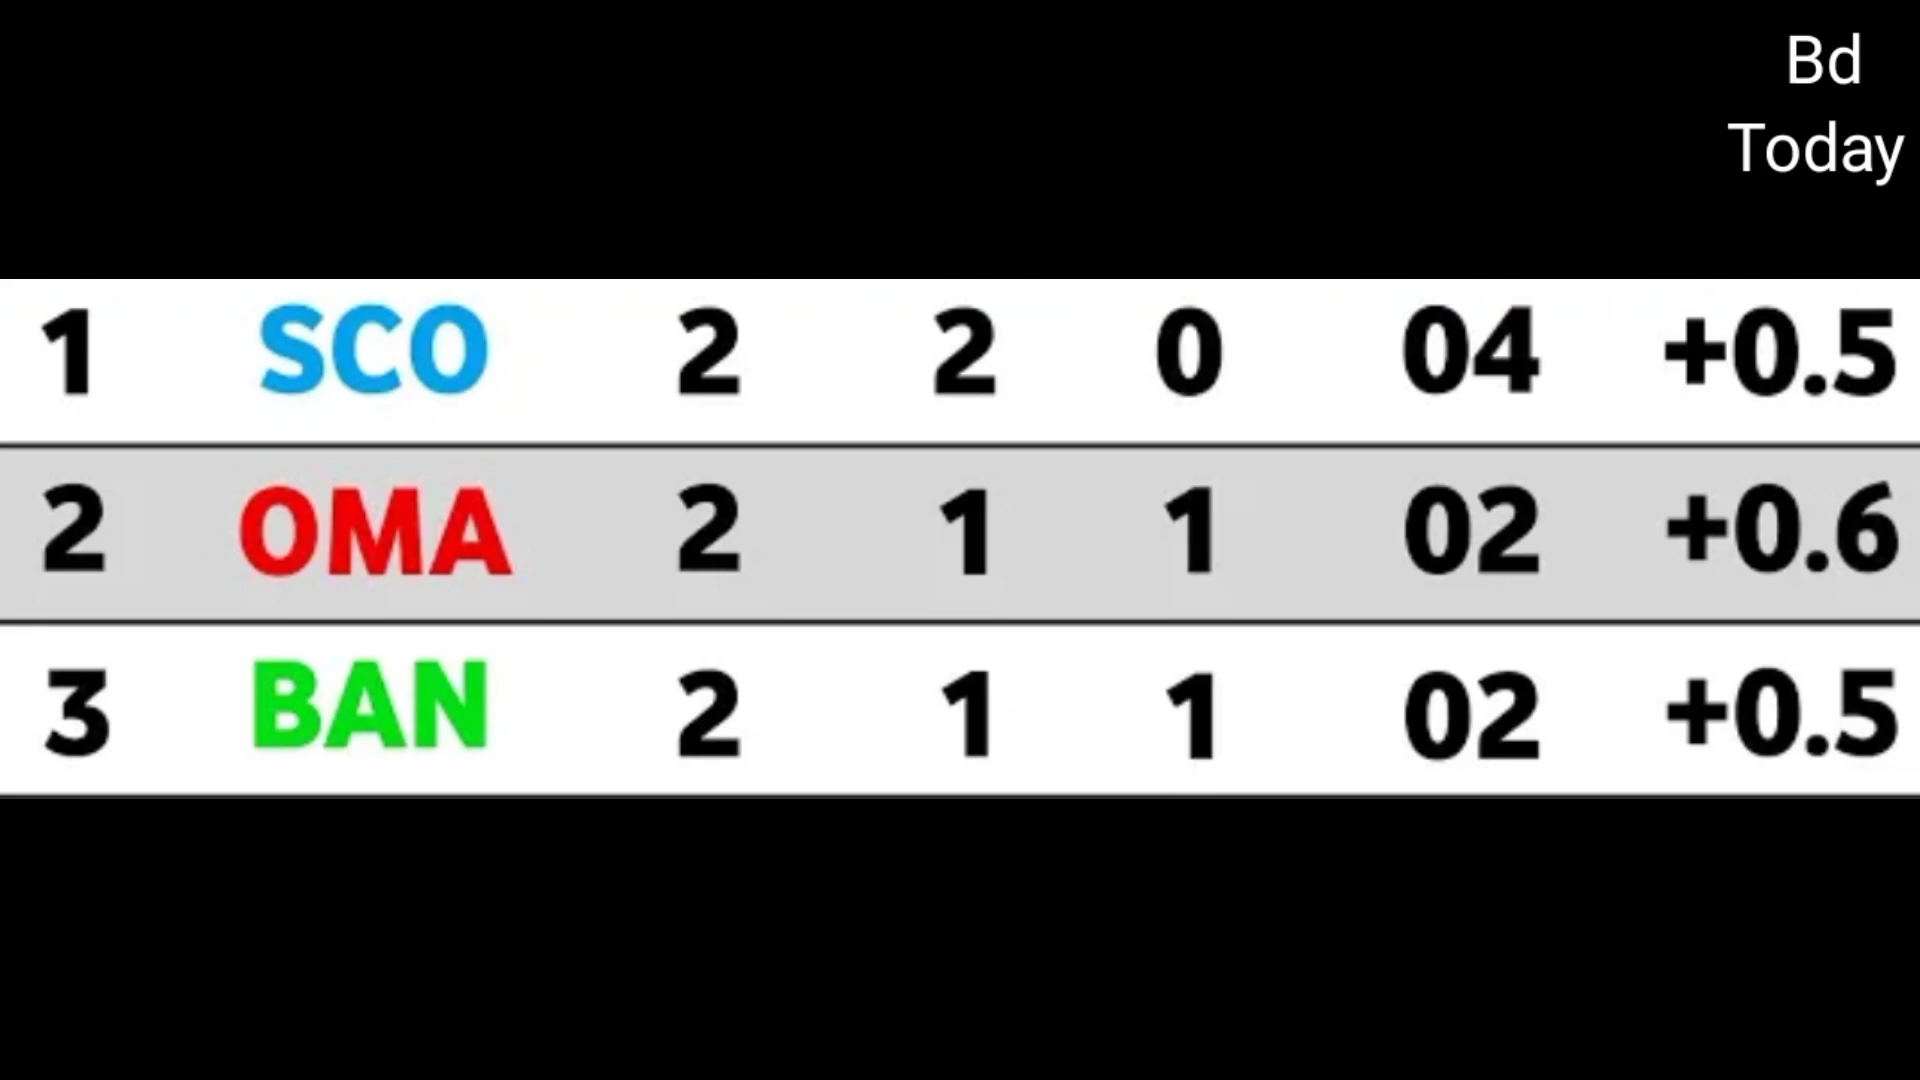 Bd
Today
1 SCO 2 2 0 04 +0.5
2 OMA 2 1 1 02 +0.6
3 BAN 2 1 1 02 +0.5